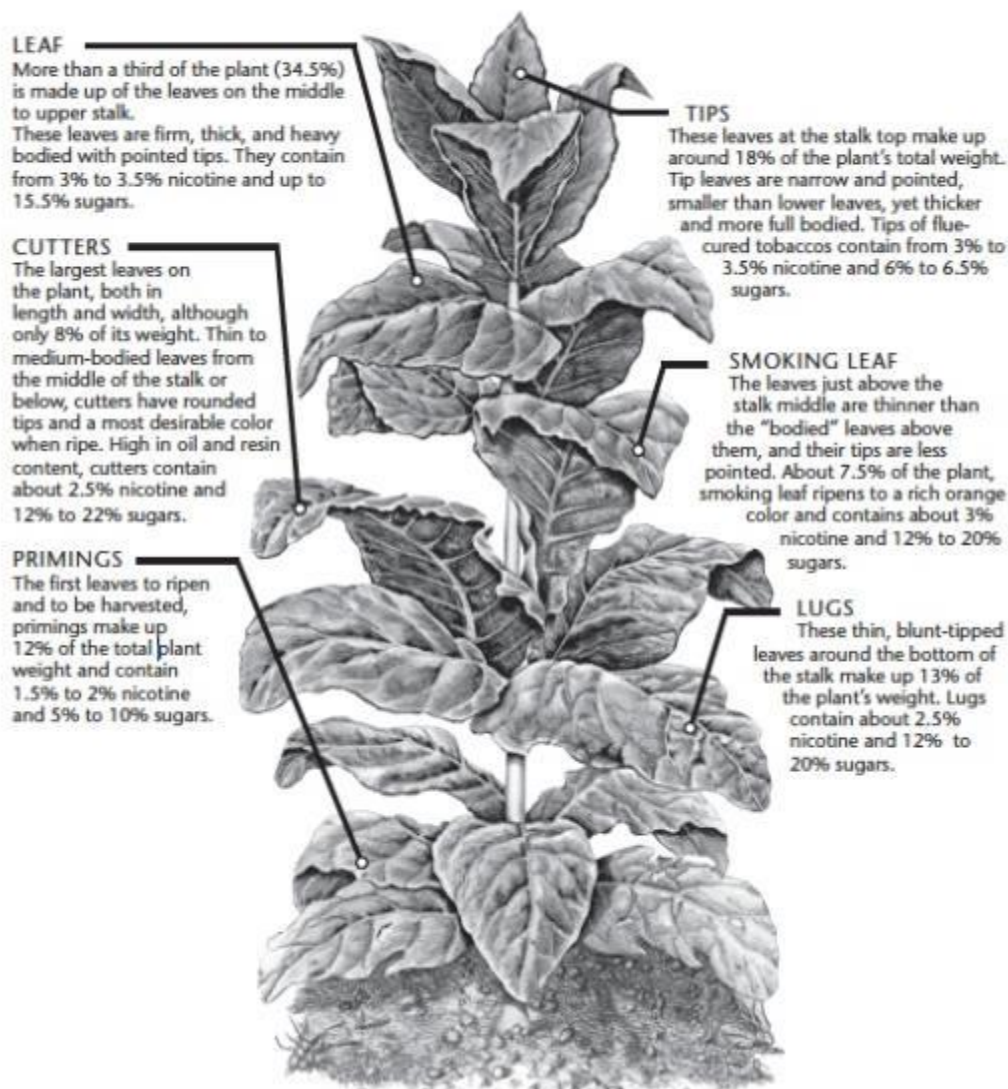 LEAF
More than a third of the plant (34.5%)
is made up of the leaves on the middle
to upper stalk.
These leaves are firm, thick, and heavy
bodied with pointed tips. They contain
from 3% to 3.5% nicotine and up to
15.5% sugars.
CUTTERS
The largest leaves on
the plant, both in
length and width, although
only 8% of its weight. Thin to
medium-bodied leaves from
the middle of the stalk or
below, cutters have rounded
tips and a most desirable color
when ripe. High in oil and resin
content, cutters contain
about 2.5% nicotine and
12% to 22% sugars.
PRIMINGS
The first leaves to ripen
and to be harvested,
primings make up
12% of the total plant
weight and contain
1.5% to 2% nicotine
and 5% to 10% sugars.
TIPS
These leaves at the stalk top make up
around 18% of the plant's total weight.
Tip leaves are narrow and pointed,
smaller than lower leaves, yet thicker
and more full bodied. Tips of flue-
cured tobaccos contain from 3% to
3.5% nicotine and 6% to 6.5%
sugars.
SMOKING LEAF
The leaves just above the
stalk middle are thinner than
the "bodied" leaves above
them, and their tips are less
pointed. About 7.5% of the plant,
smoking leaf ripens to a rich orange
color and contains about 3%
nicotine and 12% to 20%
sugars.
LUGS
These thin, blunt-tipped
leaves around the bottom of
the stalk make up 13% of
the plant's weight. Lugs
contain about 2.5%
nicotine and 12% to
20% sugars.